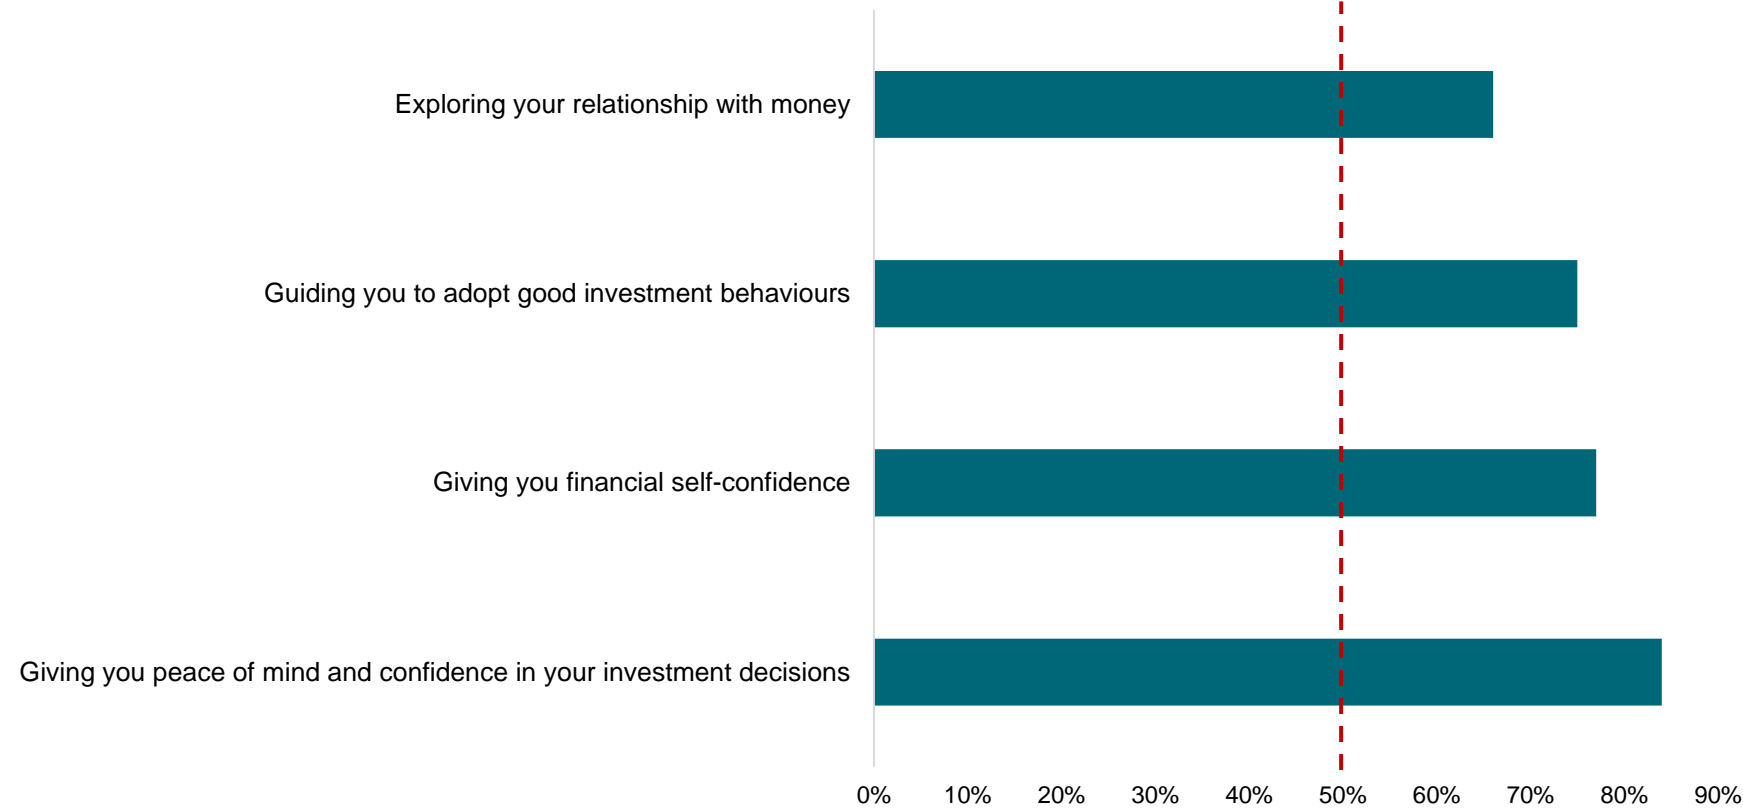 Exploring your relationship with money
Guiding you to adopt good investment behaviours
Giving you financial self-confidence
Giving you peace of mind and confidence in your investment decisions
0% 10% 20% 30% 40% 50% 60% 70% 80% 90%